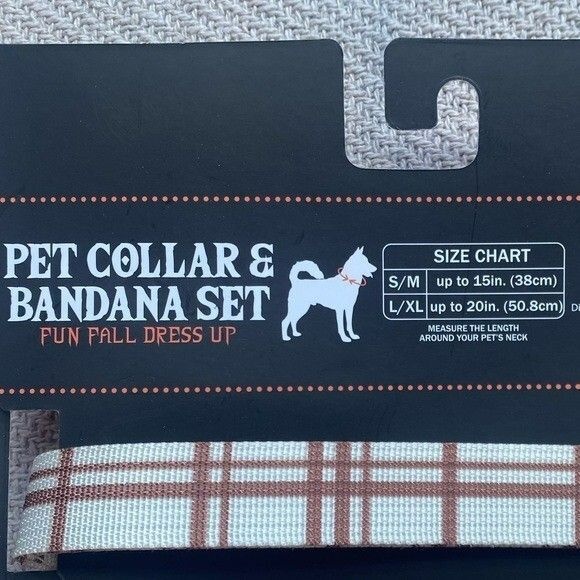 PET COLLAR &
BANDANA SET
FUN FALL DRESS UP
SIZE CHART
S/M up to 15in. (38cm)
L/XL up to 20in. (50.8cm)
MEASURE THE LENGTH
AROUND YOUR PET'S NECK